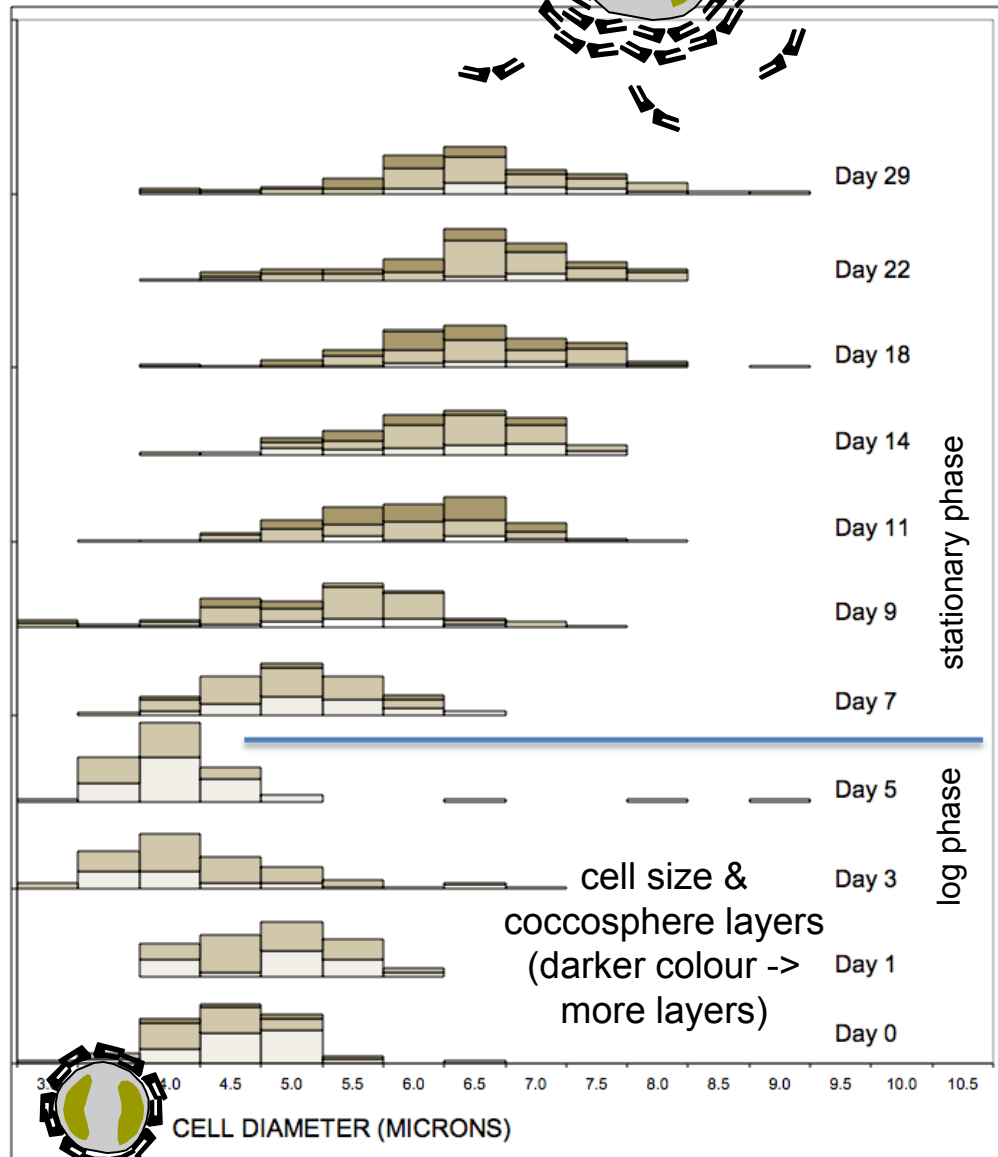 Day 29
Day 22
Day 18
Day 14
Day 11
Day 9
Day 7
stationary phase
Day 5
Day 3
Day 1
Day 0
log phase
cell size &
coccosphere layers
(darker colour ->
more layers)
4.5 5.0 5.5 6.0 6.5 7.0 7.5 8.0 8.5 9.0 9.5 10.0 10.5
CELL DIAMETER (MICRONS)